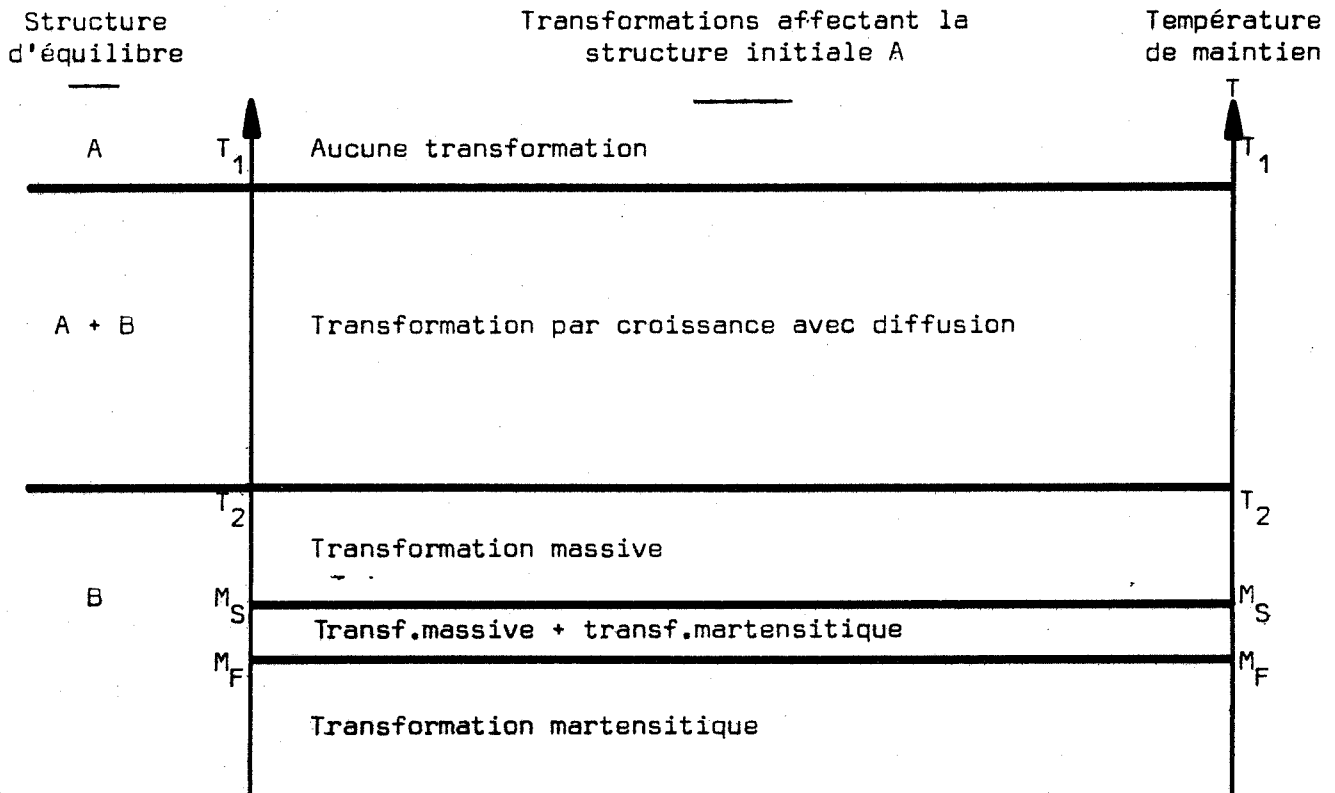 Structure
d'équilibre
Transformations affectant la
structure initiale A
Température
de maintien
T
A
T1
Aucune transformation
T1
A + B
Transformation par croissance avec diffusion
T2
T2
Transformation massive
B
MS
MS
Transf.massive + transf.martensitique
MF
MF
Transformation martensitique